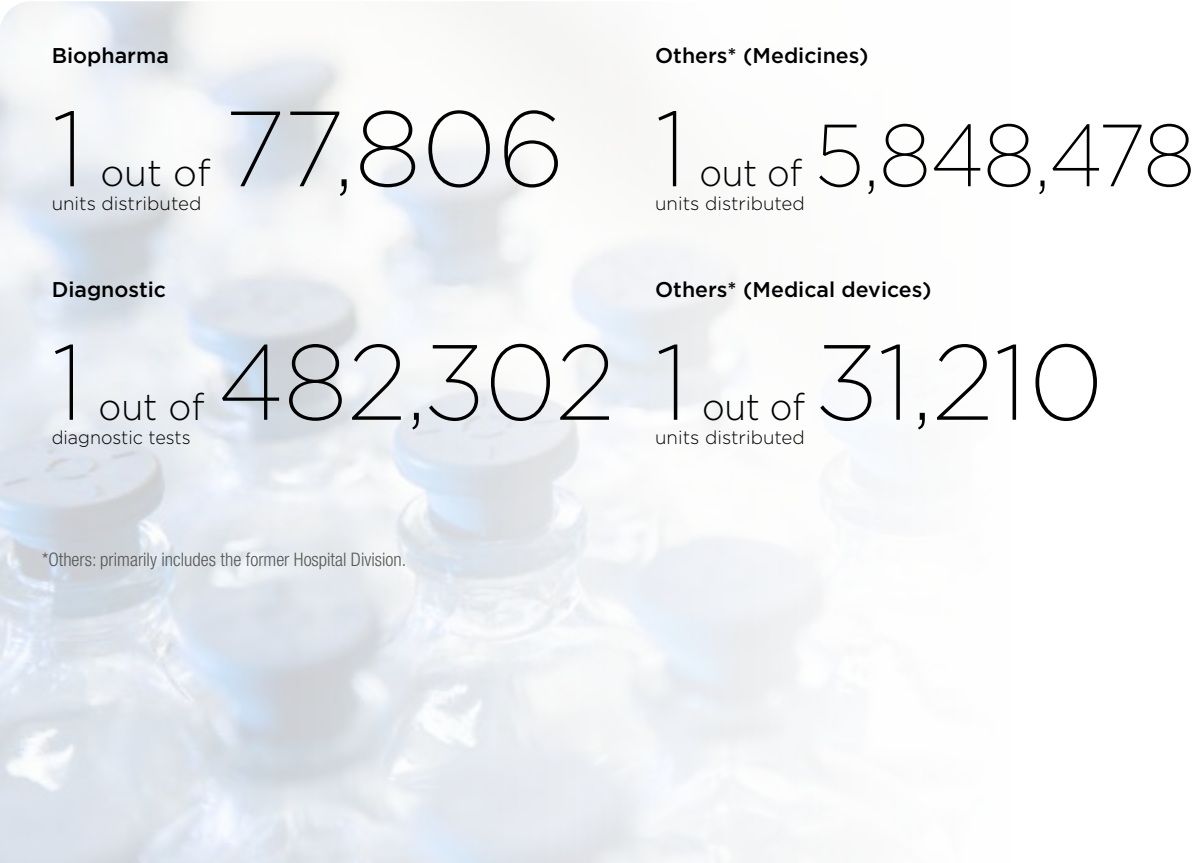 Biopharma
1 out of 77,806
units distributed
Others* (Medicines)
1 out of 5,848,478
units distributed
Diagnostic
1 out of 482,302
diagnostic tests
Others* (Medical devices)
1 out of 31,210
units distributed
*Others: primarily includes the former Hospital Division.